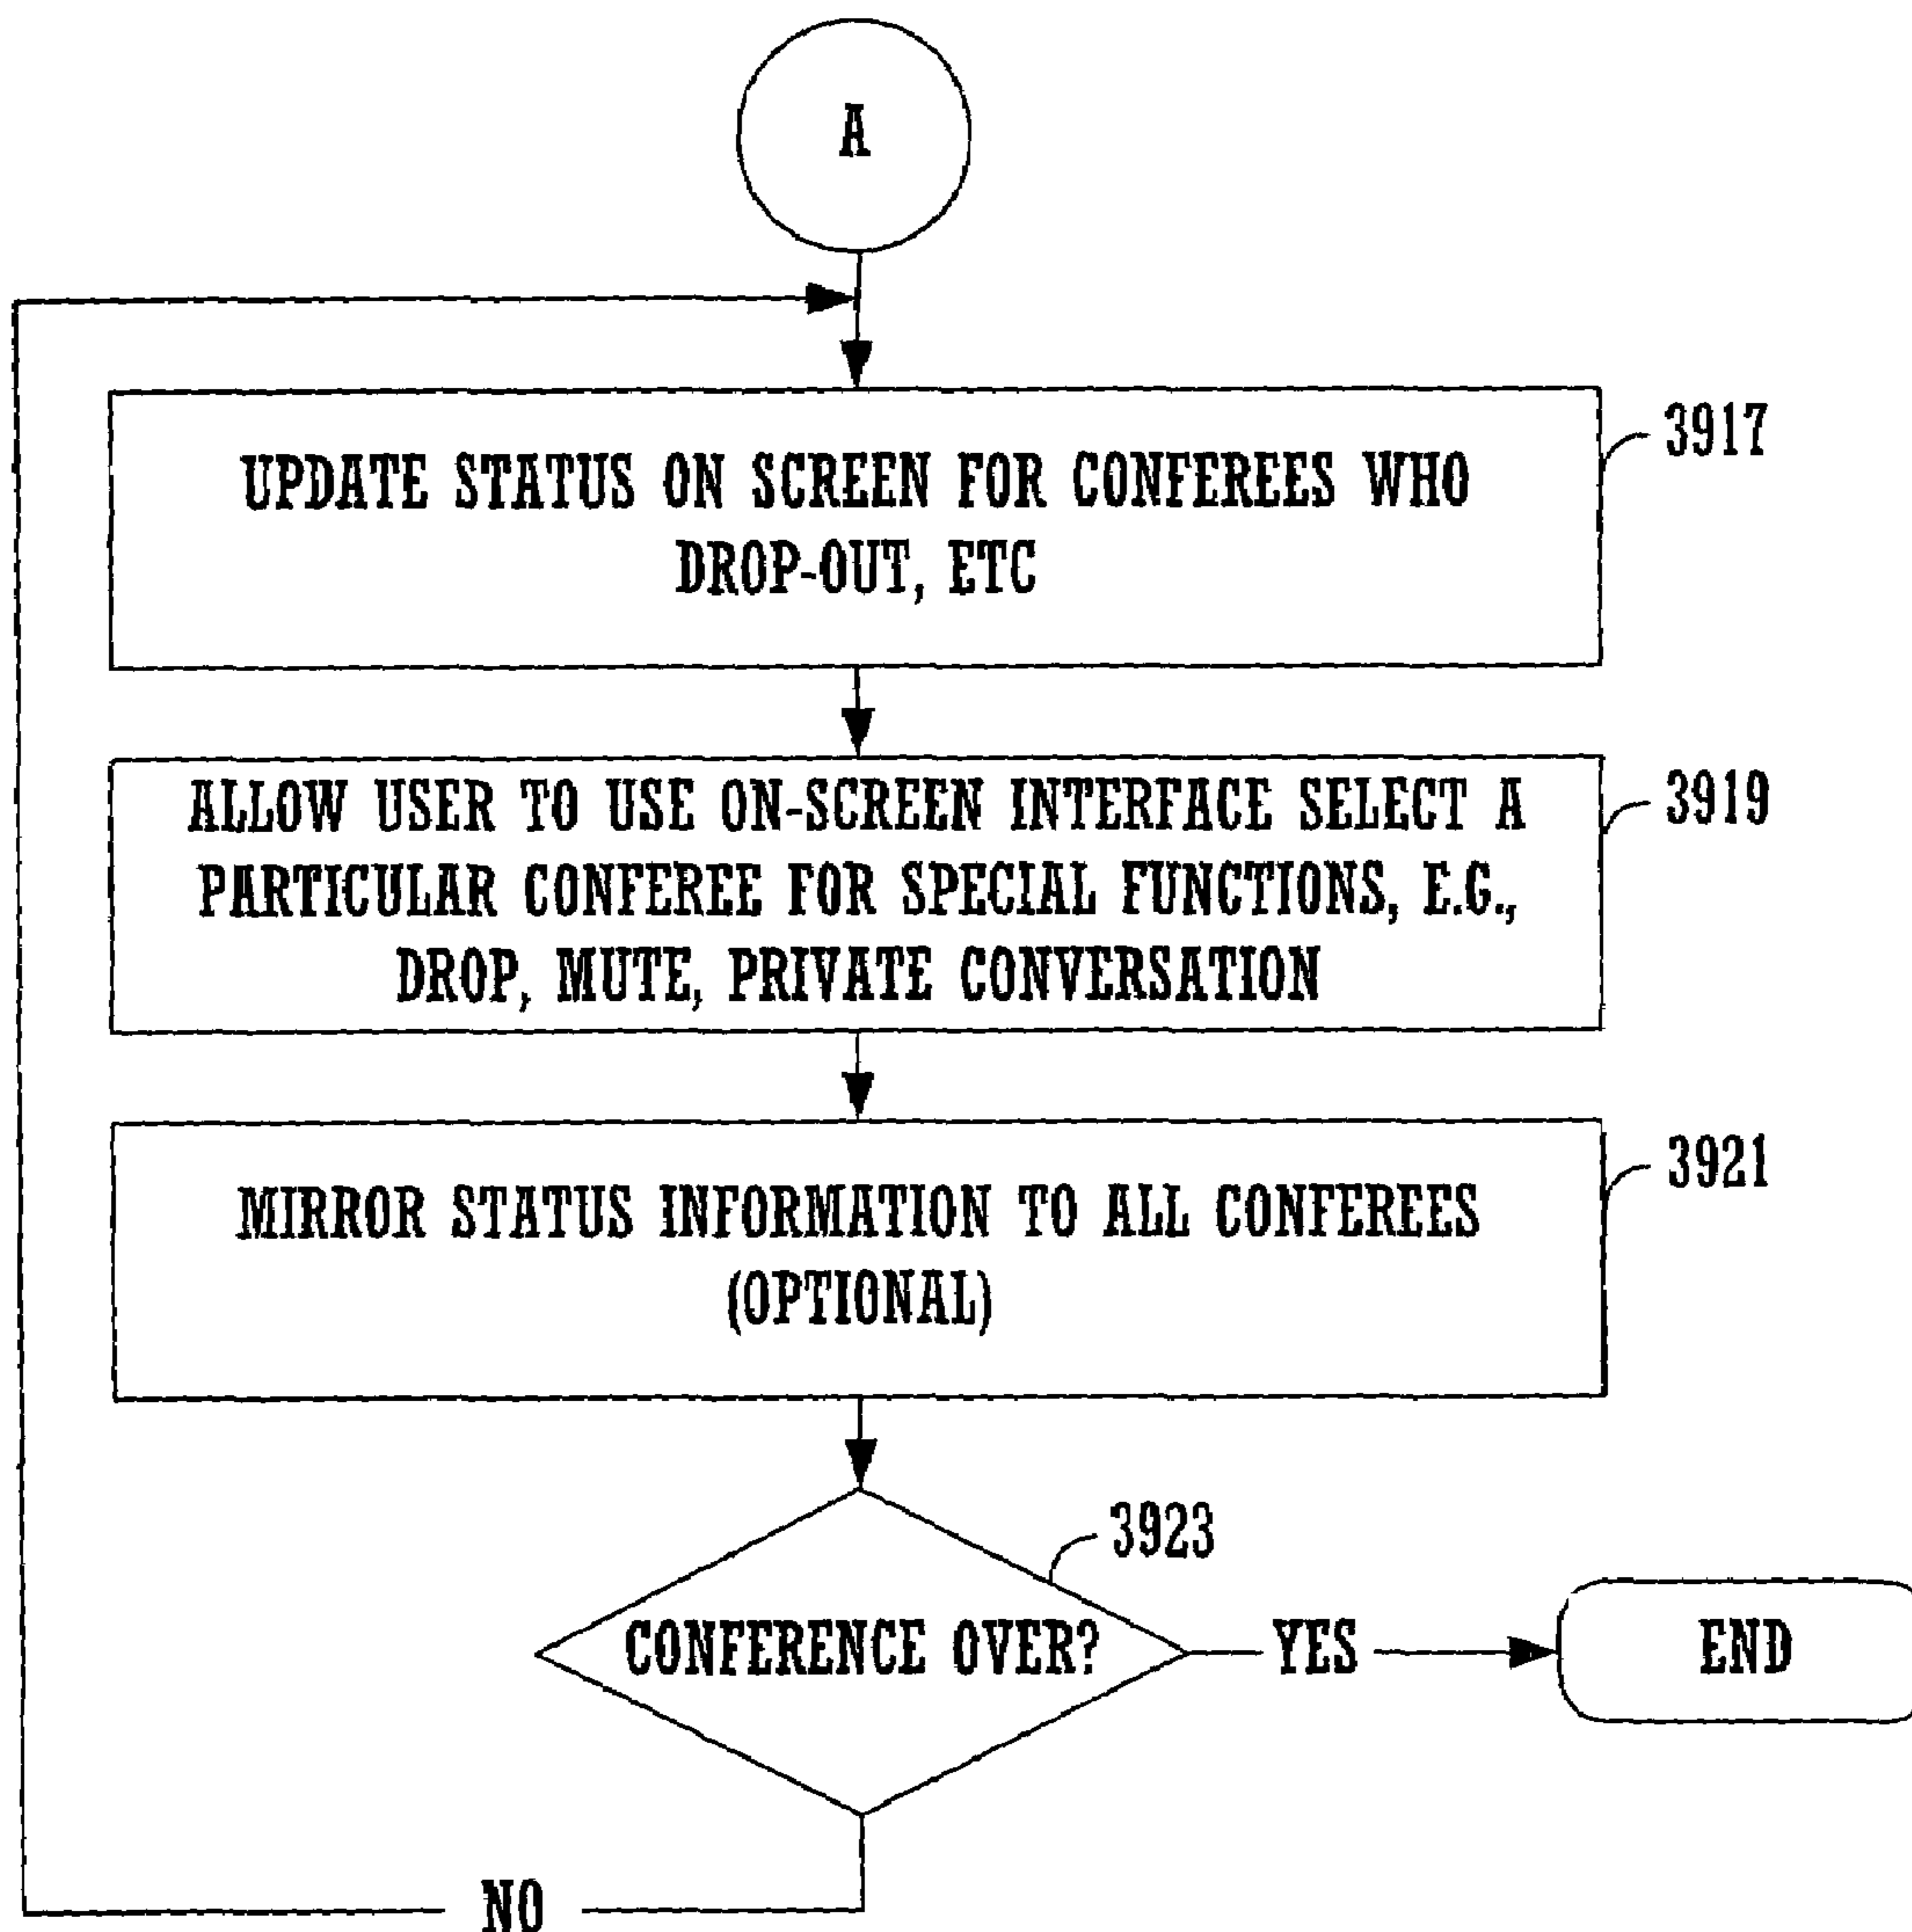 A
UPDATE STATUS ON SCREEN FOR CONFEREES WHO
DROP-OUT, ETC
3917
ALLOW USER TO USE ON-SCREEN INTERFACE SELECT A
PARTICULAR CONFEREE FOR SPECIAL FUNCTIONS, E.G.,
DROP, MUTE, PRIVATE CONVERSATION
3919
MIRROR STATUS INFORMATION TO ALL CONFEREES
(OPTIONAL)
3921
3923
CONFERENCE OVER?
YES
END
NO